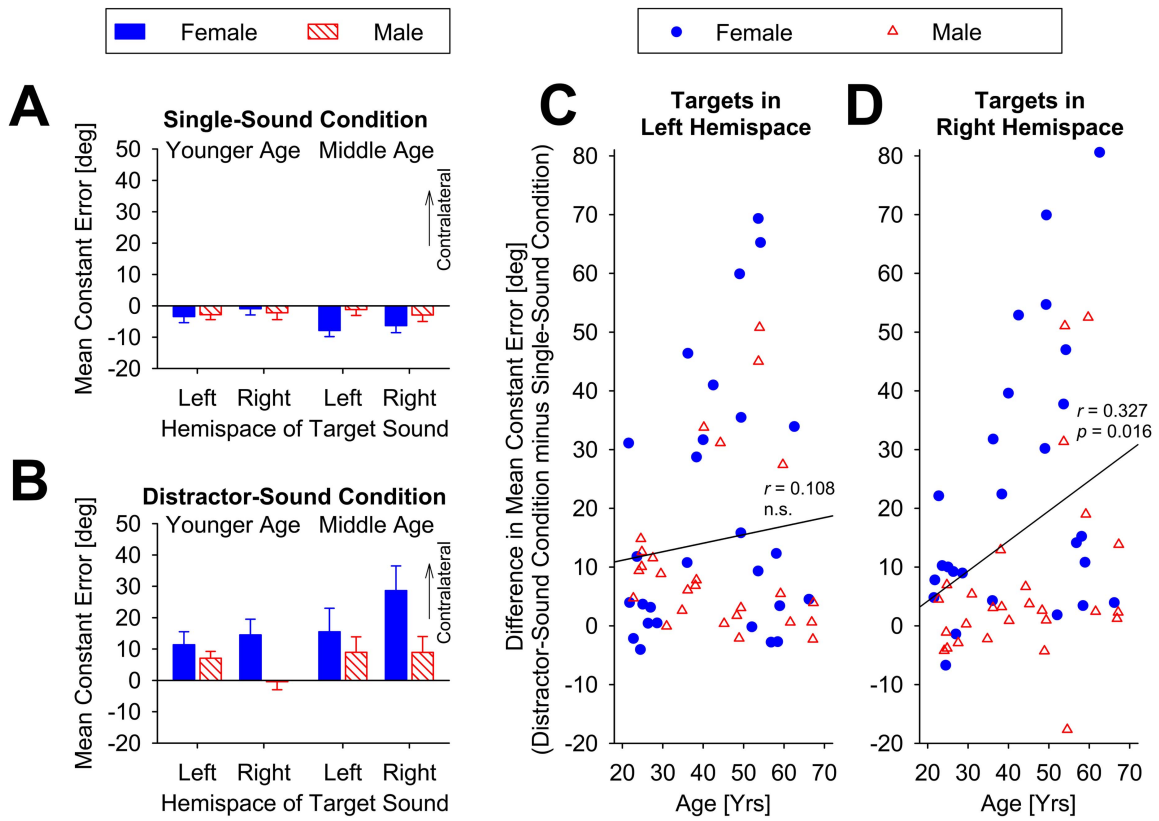 Female Male
Female Male
A
Single-Sound Condition
Younger Age Middle Age
Mean Constant Error [deg]
50
40
30
20
10
0
-10
-20
Contralateral
Left Right Left Right
Hemispace of Target Sound
B
Distractor-Sound Condition
Younger Age Middle Age
Mean Constant Error [deg]
50
40
30
20
10
0
-10
-20
Contralateral
Left Right Left Right
Hemispace of Target Sound
C
Targets in
Left Hemispace
Difference in Mean Constant Error [deg]
(Distractor-Sound Condition minus Single-Sound Condition)
80
70
60
50
40
30
20
10
0
-10
-20
r = 0.108
n.s.
20 30 40 50 60 70
Age [Yrs]
D
Targets in
Right Hemispace
80
70
60
50
40
30
20
10
0
-10
-20
r = 0.327
p = 0.016
20 30 40 50 60 70
Age [Yrs]